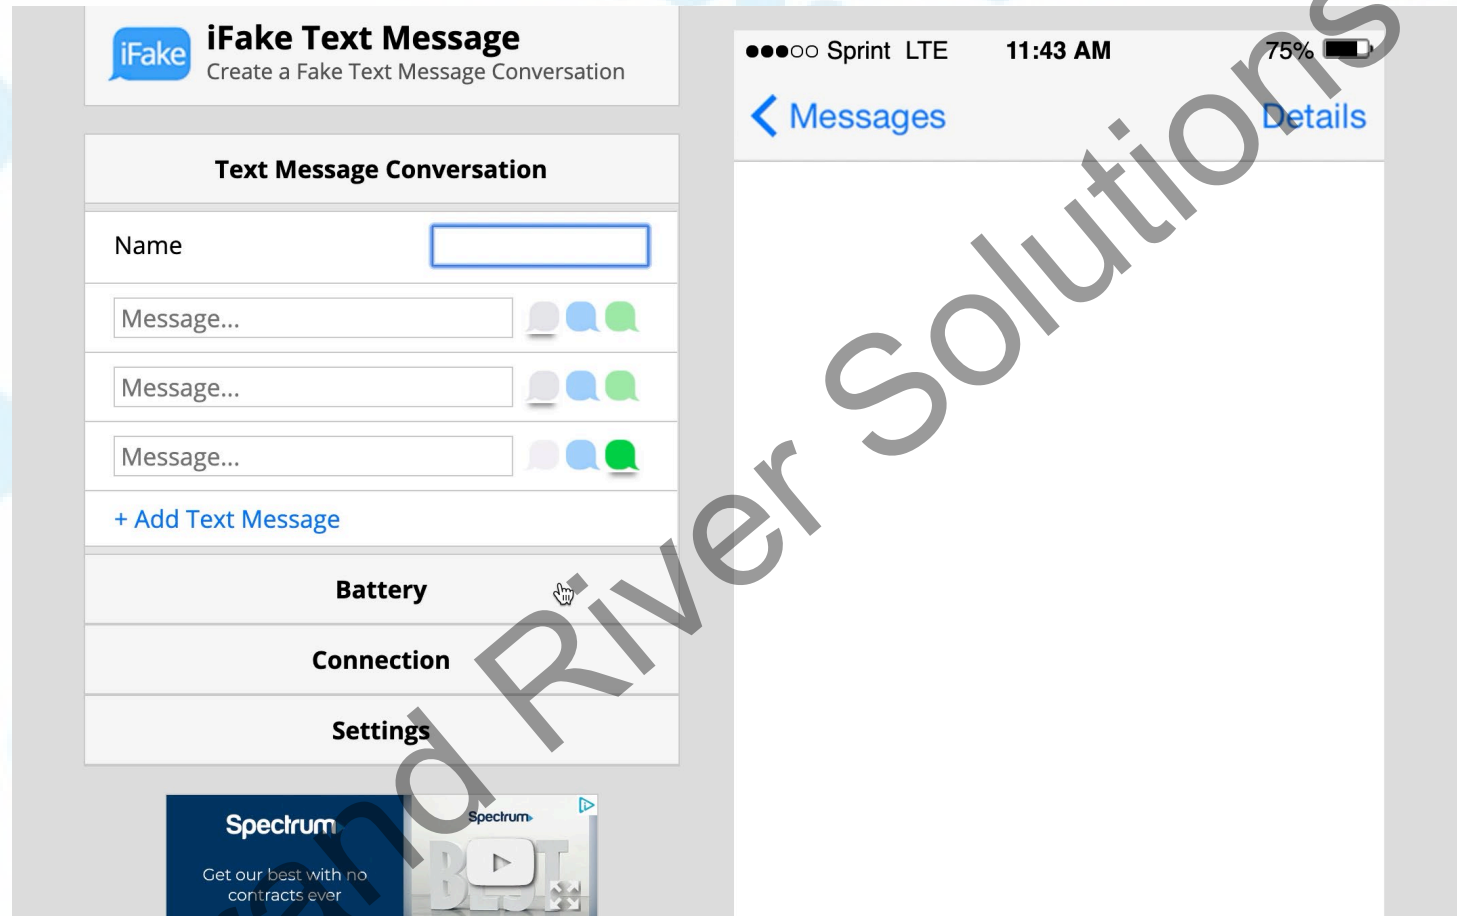 iFake
iFake Text Message
Create a Fake Text Message Conversation
Text Message Conversation
Name
Message...
Message...
Message...
+ Add Text Message
Battery
Connection
Settings
Spectrum
Get our best with no
contracts ever
Spectrum
BEST
Sprint LTE 11:43 AM 75%
Messages Details
and River Solutions